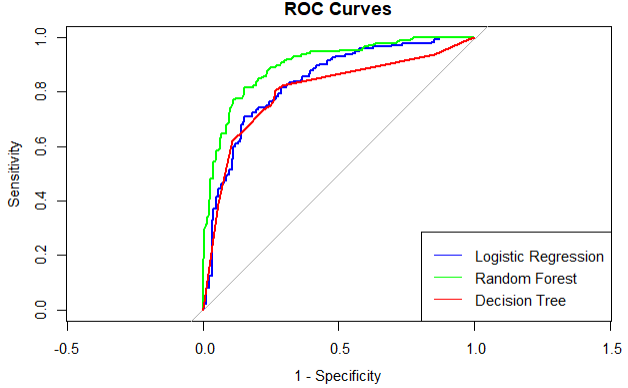 ROC Curves
Sensitivity
1.0
0.8
0.6
0.4
0.2
0.0
Logistic Regression
Random Forest
Decision Tree
-0.5 0.0 0.5 1.0 1.5
1 - Specificity